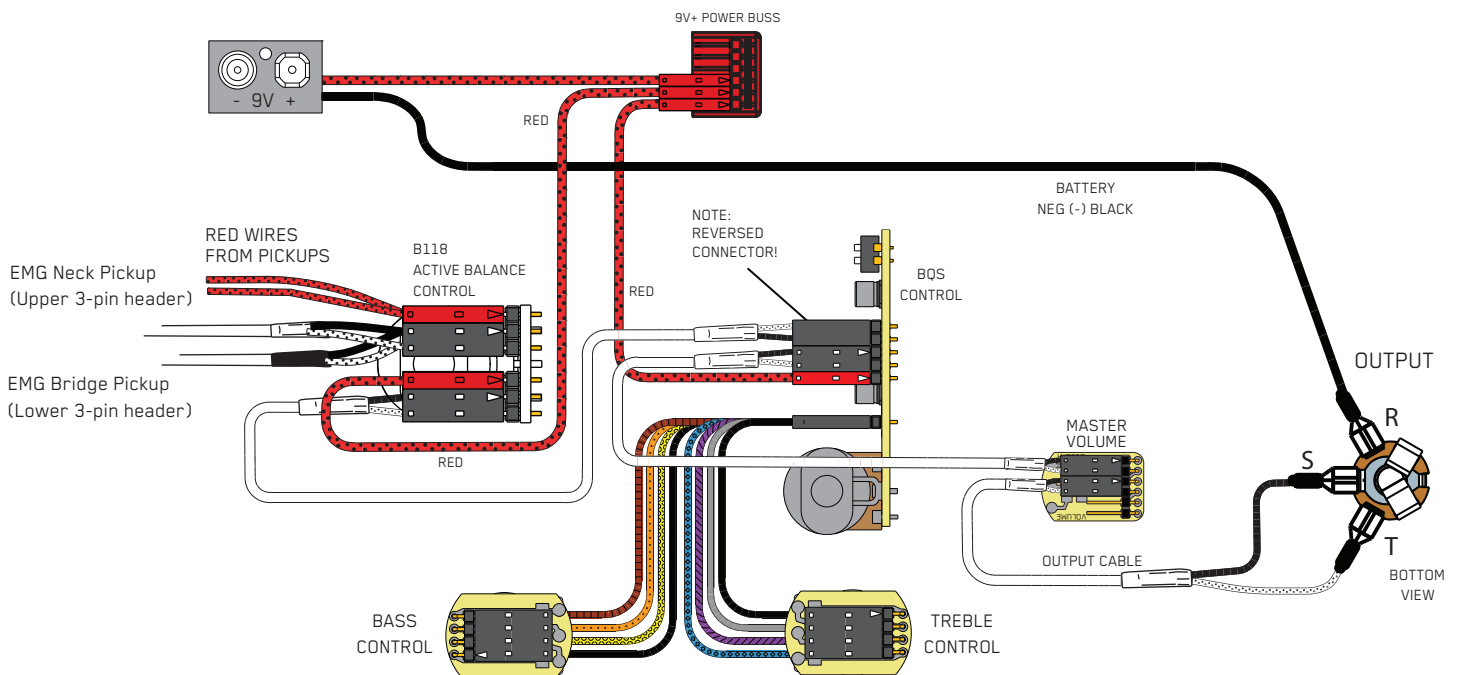 9V+ POWER BUSS
- 9V +
RED
BATTERY
NEG (-) BLACK
RED WIRES
FROM PICKUPS
EMG Neck Pickup
(Upper 3-pin header)
B118
ACTIVE BALANCE
CONTROL
NOTE:
REVERSED
CONNECTOR!
BQS
CONTROL
RED
EMG Bridge Pickup
(Lower 3-pin header)
RED
OUTPUT
R
S
T
MASTER
VOLUME
VOLUME
OUTPUT CABLE
BOTTOM
VIEW
BASS
CONTROL
TREBLE
CONTROL